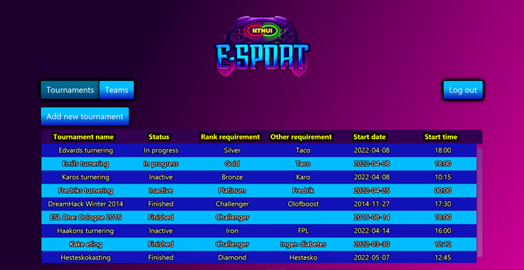 NTNUI
E-SPORT
Tournaments Teams Log out
Add new tournament
Tournament name Status Rank requirement Other requirement Start date Start time
Edvards turnering In progress Silver Taco 2022-04-08 18:00
Emils turnering In progress Gold Taco 2022-04-08 18:00
Karos turnering Inactive Bronze Karo 2022-04-08 10:15
Fredriks turnering Inactive Platinum Fredrik 2022-04-23 00:00
DreamHack Winter 2014 Finished Challenger Olofboost 2014-11-27 17:30
ESL One: Cologne 2015 Finished Challenger 2015-08-14 18:00
Haakons turnering Inactive Iron FPL 2022-04-14 16:00
Kake eting Finished Challenger Ingen diabetes 2022-03-30 12:12
Hesteskokasting Finished Diamond Hestesko 2022-05-07 12:45